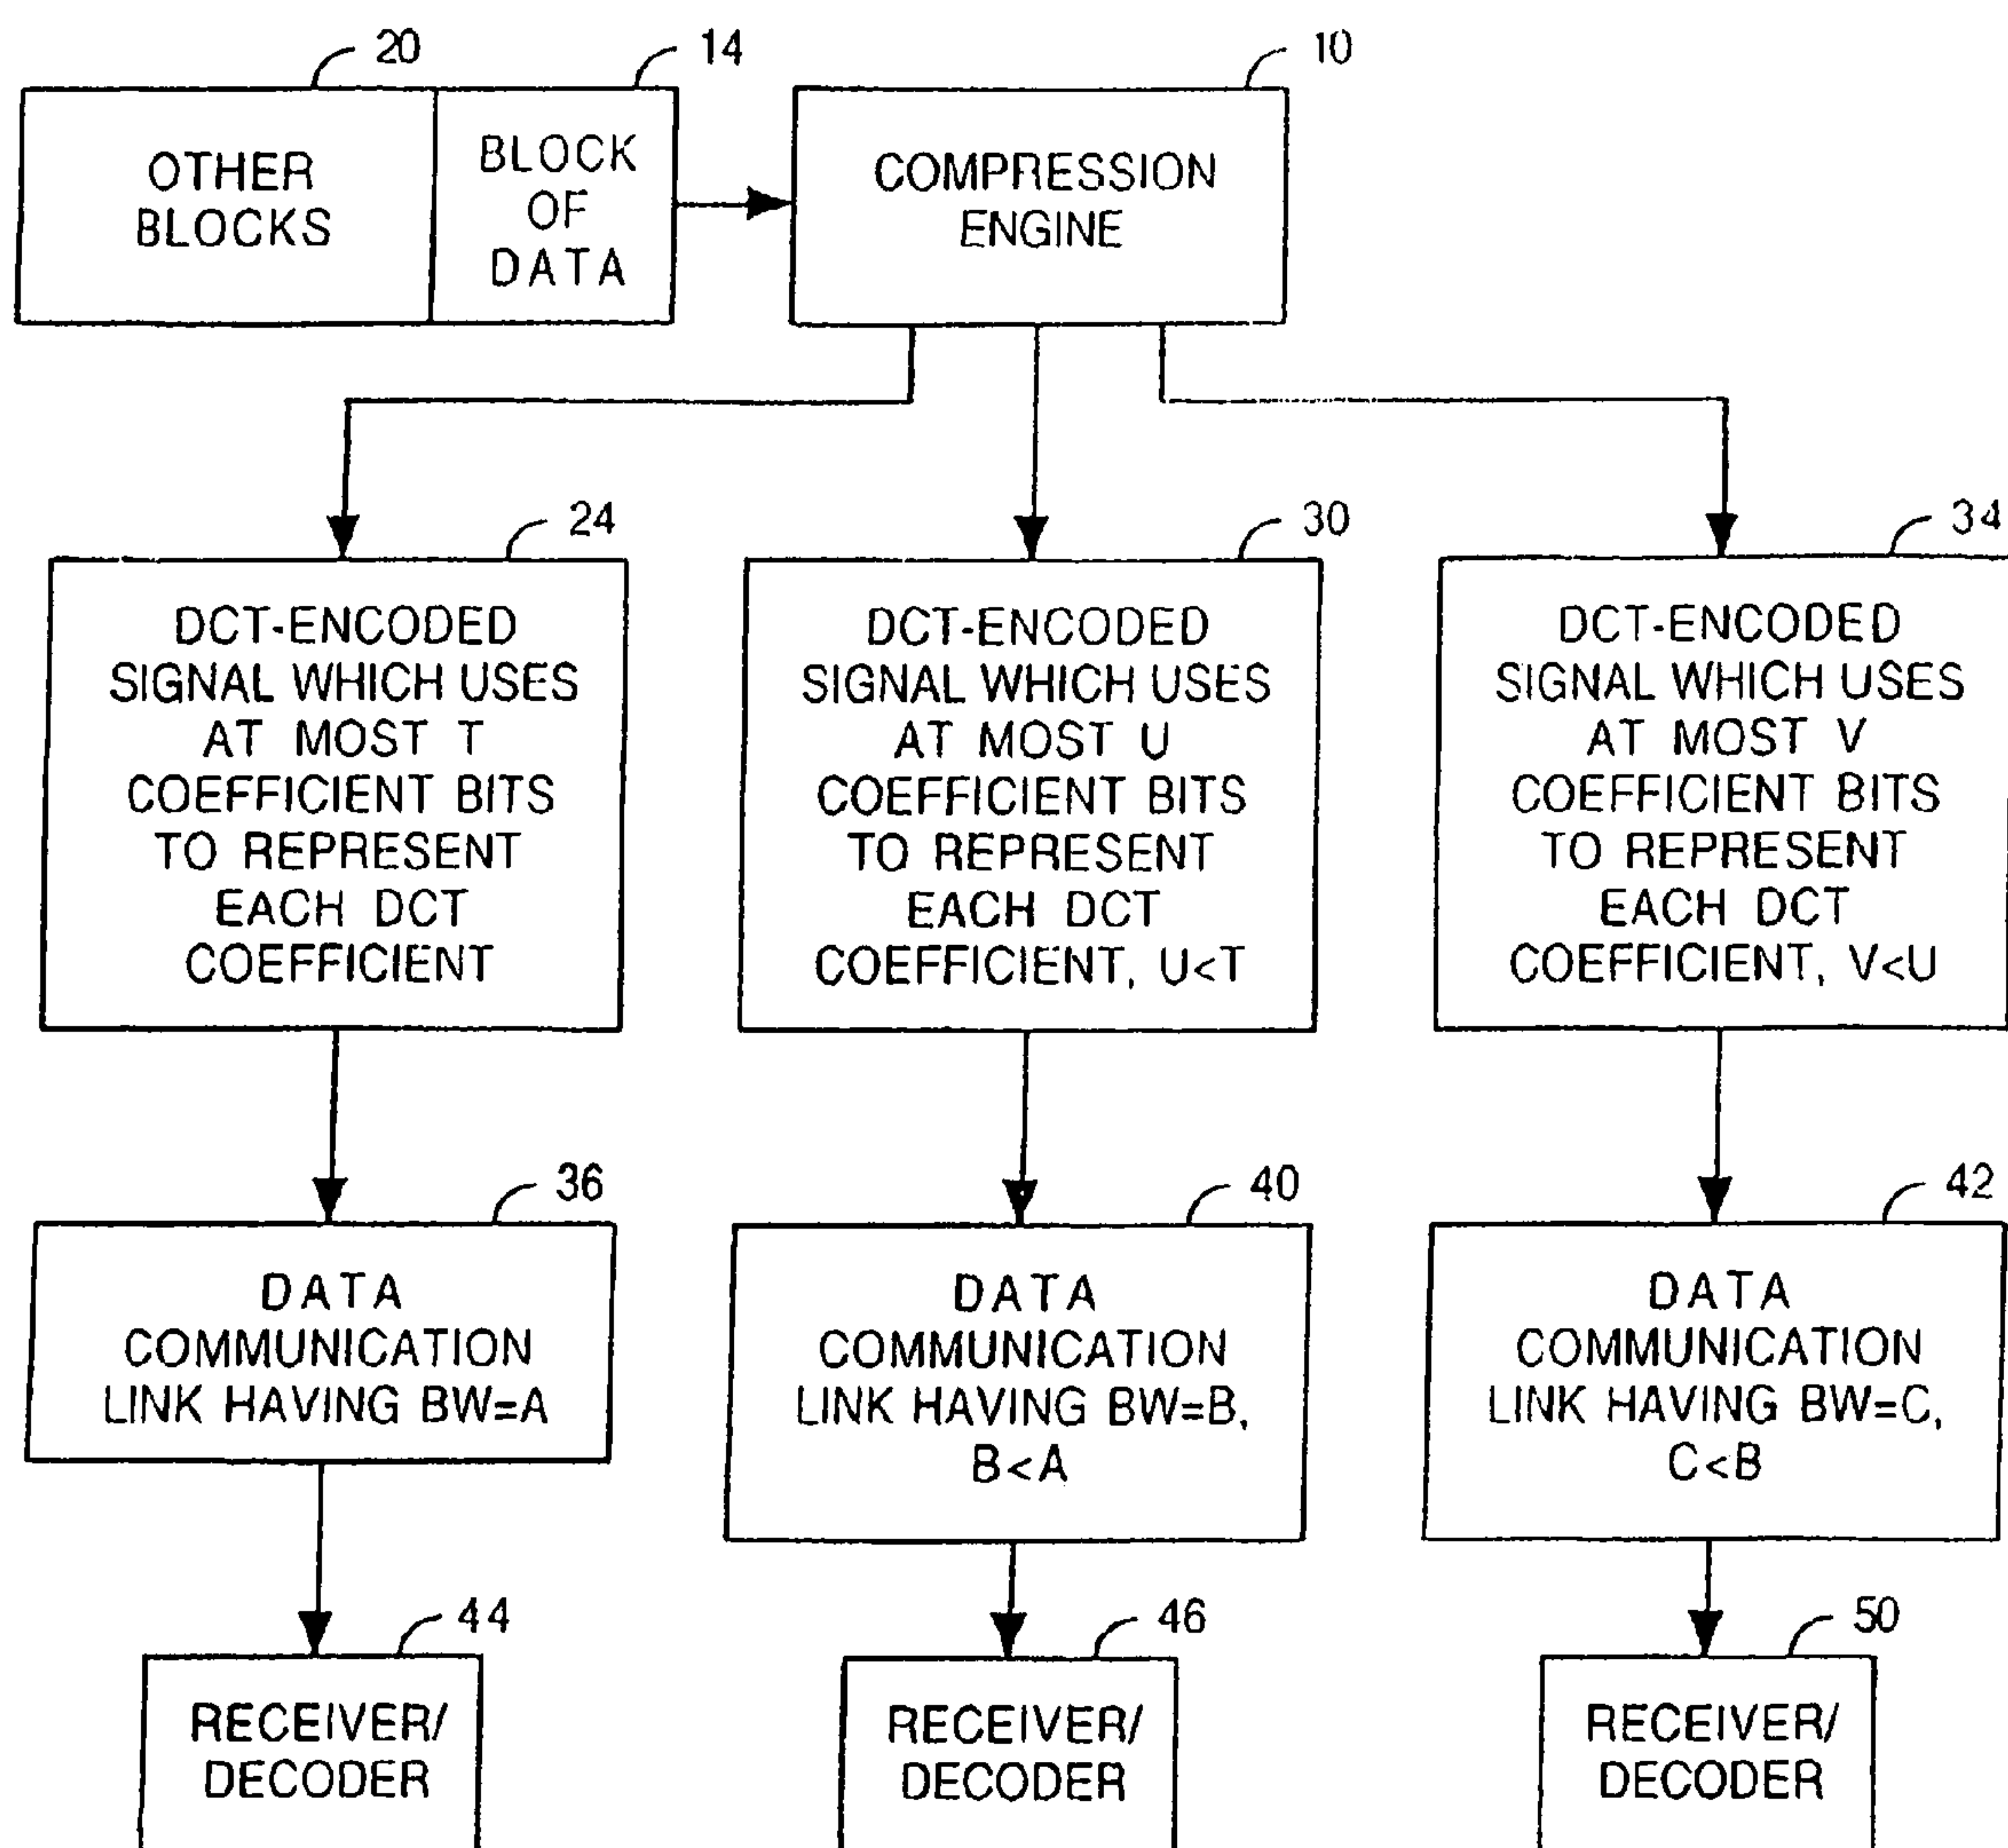 20
14
10
OTHER
BLOCKS
BLOCK
OF
DATA
COMPRESSION
ENGINE
24
30
34
DCT-ENCODED
SIGNAL WHICH USES
AT MOST T
COEFFICIENT BITS
TO REPRESENT
EACH DCT
COEFFICIENT
DCT-ENCODED
SIGNAL WHICH USES
AT MOST U
COEFFICIENT BITS
TO REPRESENT
EACH DCT
COEFFICIENT, U<T
DCT-ENCODED
SIGNAL WHICH USES
AT MOST V
COEFFICIENT BITS
TO REPRESENT
EACH DCT
COEFFICIENT, V<U
36
40
42
DATA
COMMUNICATION
LINK HAVING BW=A
DATA
COMMUNICATION
LINK HAVING BW=B,
B<A
DATA
COMMUNICATION
LINK HAVING BW=C,
C<B
44
46
50
RECEIVER/
DECODER
RECEIVER/
DECODER
RECEIVER/
DECODER